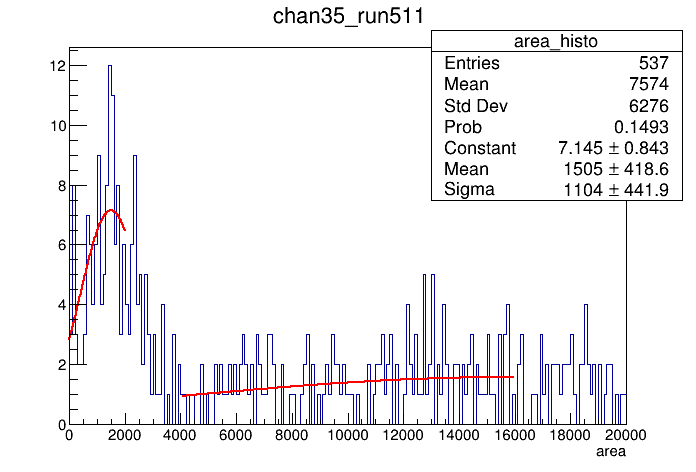 chan35_run511
area_histo
Entries 537
Mean 7574
Std Dev 6276
Prob 0.1493
Constant 7.145 ± 0.843
Mean 1505 ± 418.6
Sigma 1104 ± 441.9
12
10
8
6
4
2
0
0 2000 4000 6000 8000 10000 12000 14000 16000 18000 20000
area